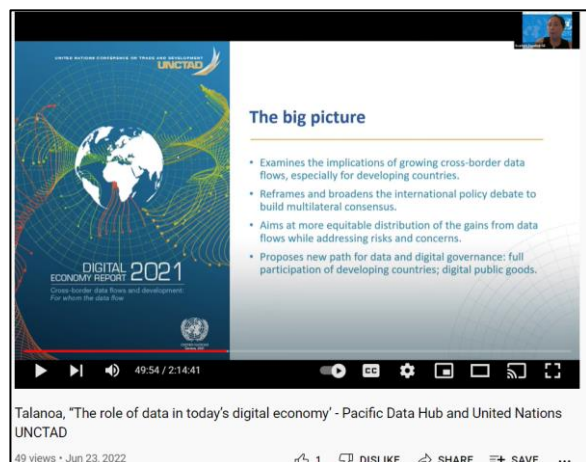 UNITED NATIONS CONFERENCE ON TRADE AND DEVELOPMENT
UNCTAD
The big picture
• Examines the implications of growing cross-border data
flows, especially for developing countries.
• Reframes and broadens the international policy debate to
build multilateral consensus.
• Aims at more equitable distribution of the gains from data
flows while addressing risks and concerns.
• Proposes new path for data and digital governance: full
participation of developing countries; digital public goods.
DIGITAL
ECONOMY REPORT 2021
Cross-border data flows and development:
For whom the data flow
49:54 / 2:14:41
CC
Talanoa, "The role of data in today's digital economy' - Pacific Data Hub and United Nations
UNCTAD
49 views • Jun 23, 2022
1 DISLIKE SHARE SAVE ...